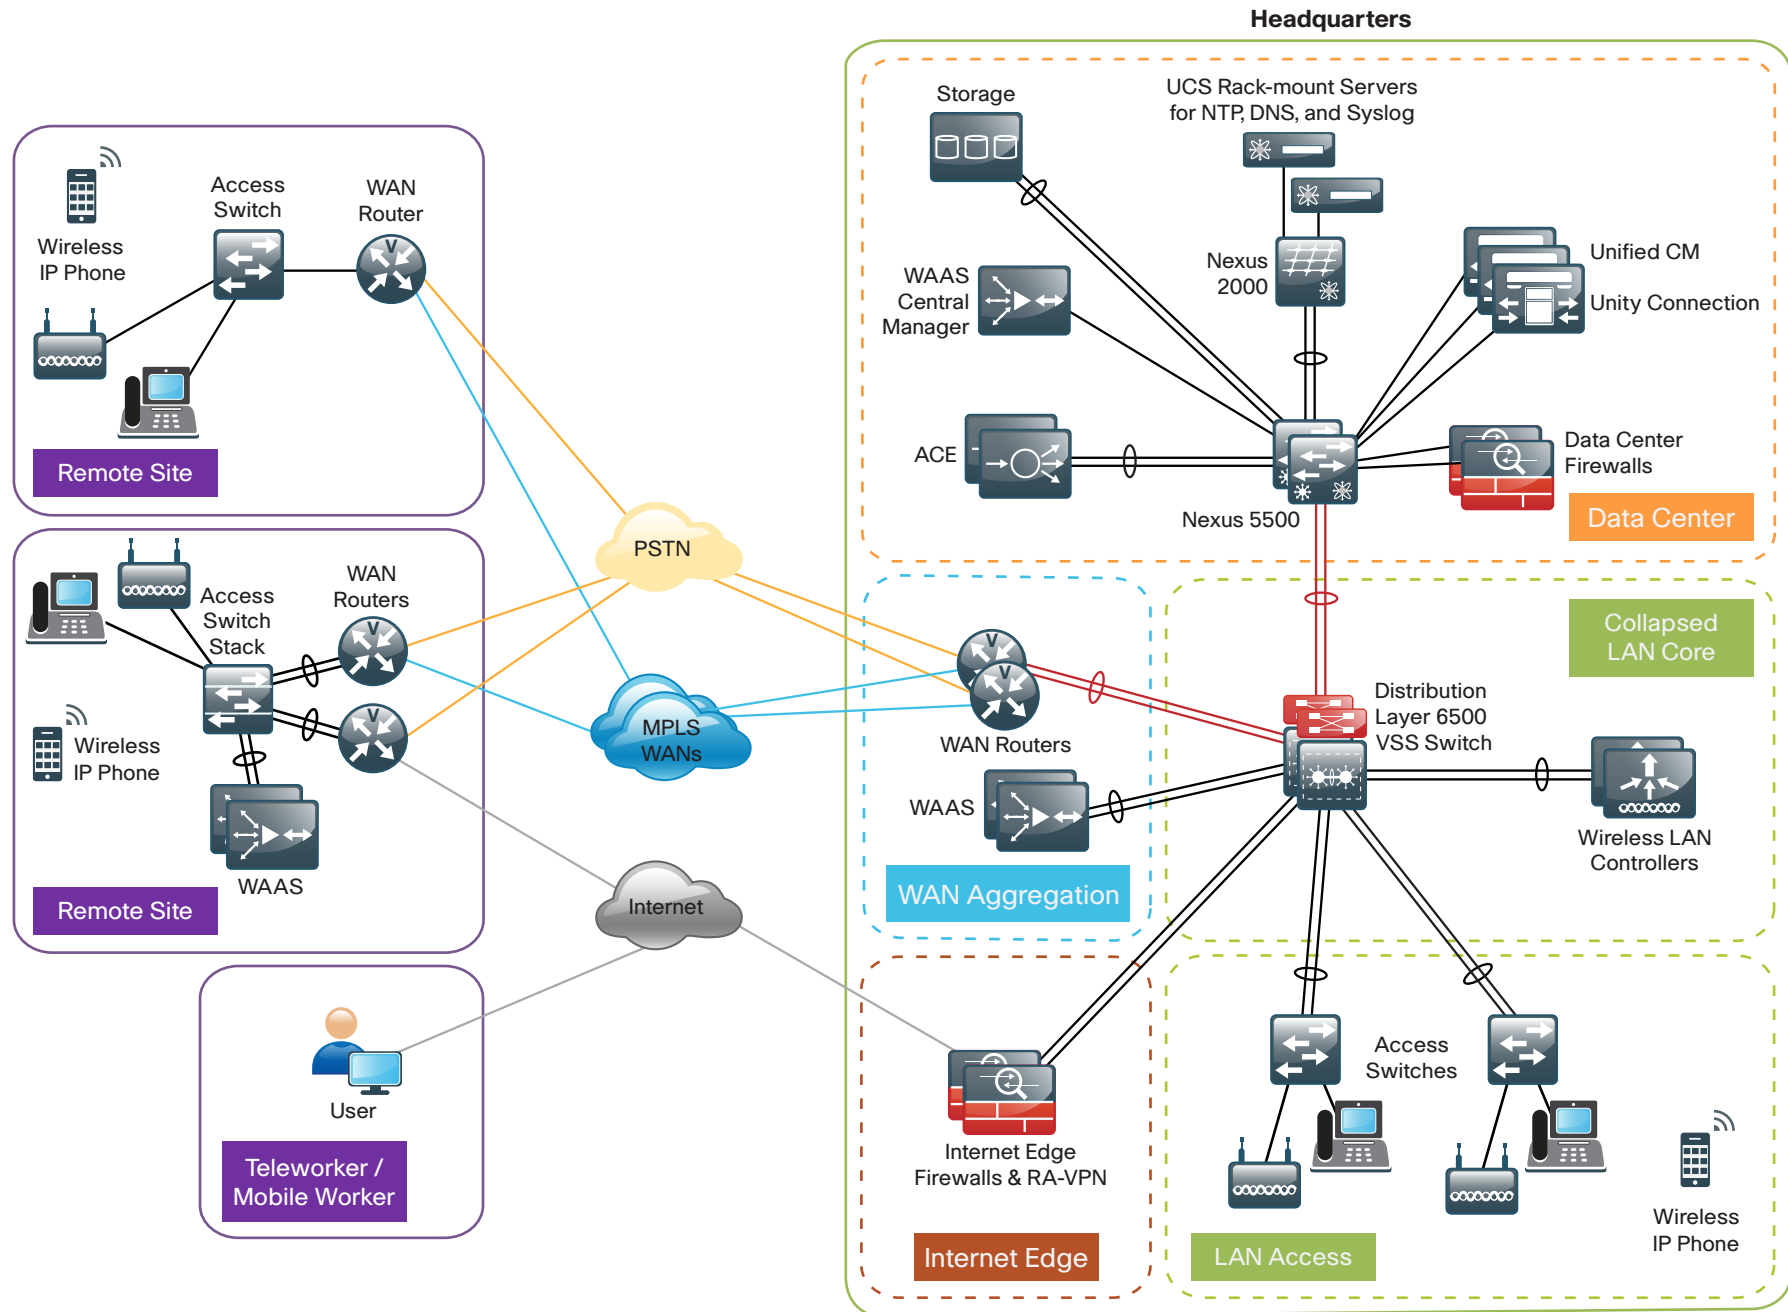 Headquarters
Storage
UCS Rack-mount Servers
for NTP, DNS, and Syslog
Access
Switch
WAN
Router
V
Wireless
IP Phone
Remote Site
WAAS
Central
Manager
Nexus
2000
Unified CM
Unity Connection
ACE
Data Center
Firewalls
Nexus 5500
Data Center
PSTN
Access
Switch
Stack
WAN
Routers
V
V
Wireless
IP Phone
WAAS
Remote Site
MPLS
WANs
V
V
WAN Routers
WAAS
WAN Aggregation
Collapsed
LAN Core
Distribution
Layer 6500
VSS Switch
Wireless LAN
Controllers
Internet
User
Teleworker /
Mobile Worker
Internet Edge
Firewalls & RA-VPN
Internet Edge
Access
Switches
Wireless
IP Phone
LAN Access